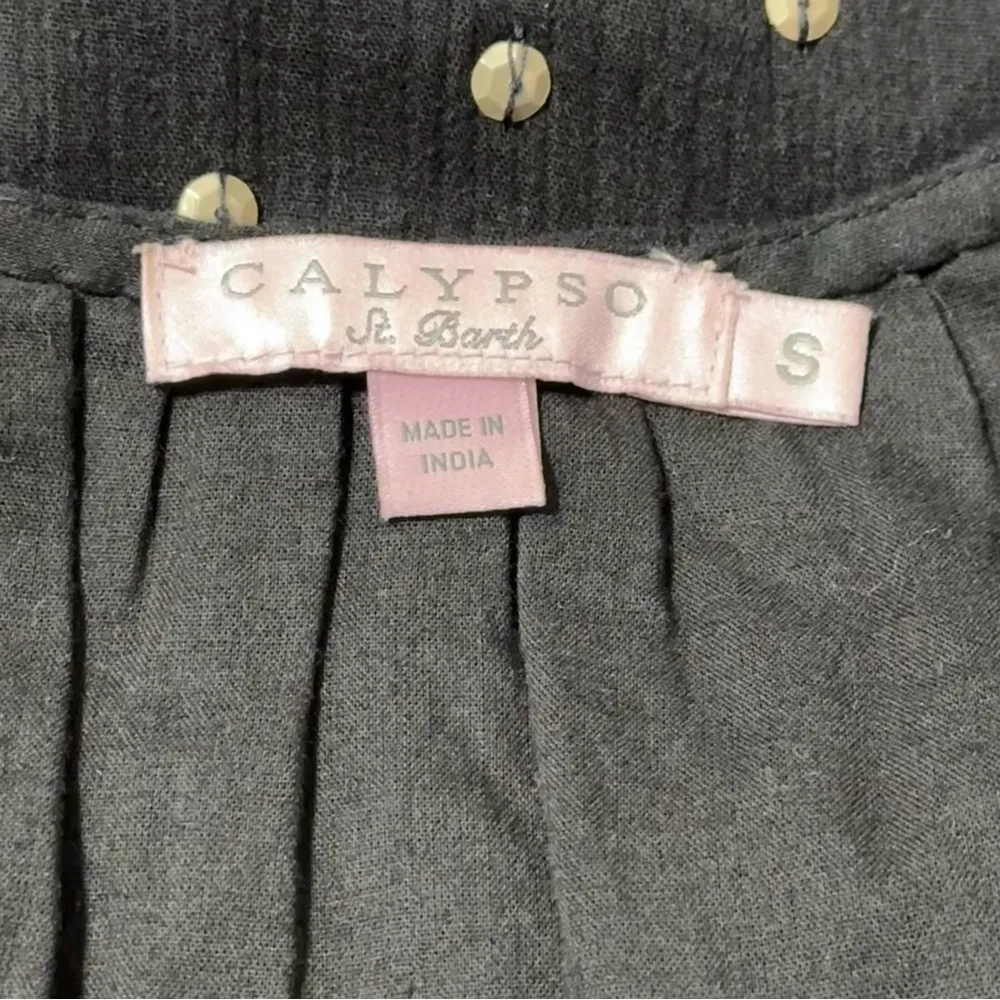 CALYPSO
St. Barth
S
MADE IN
INDIA